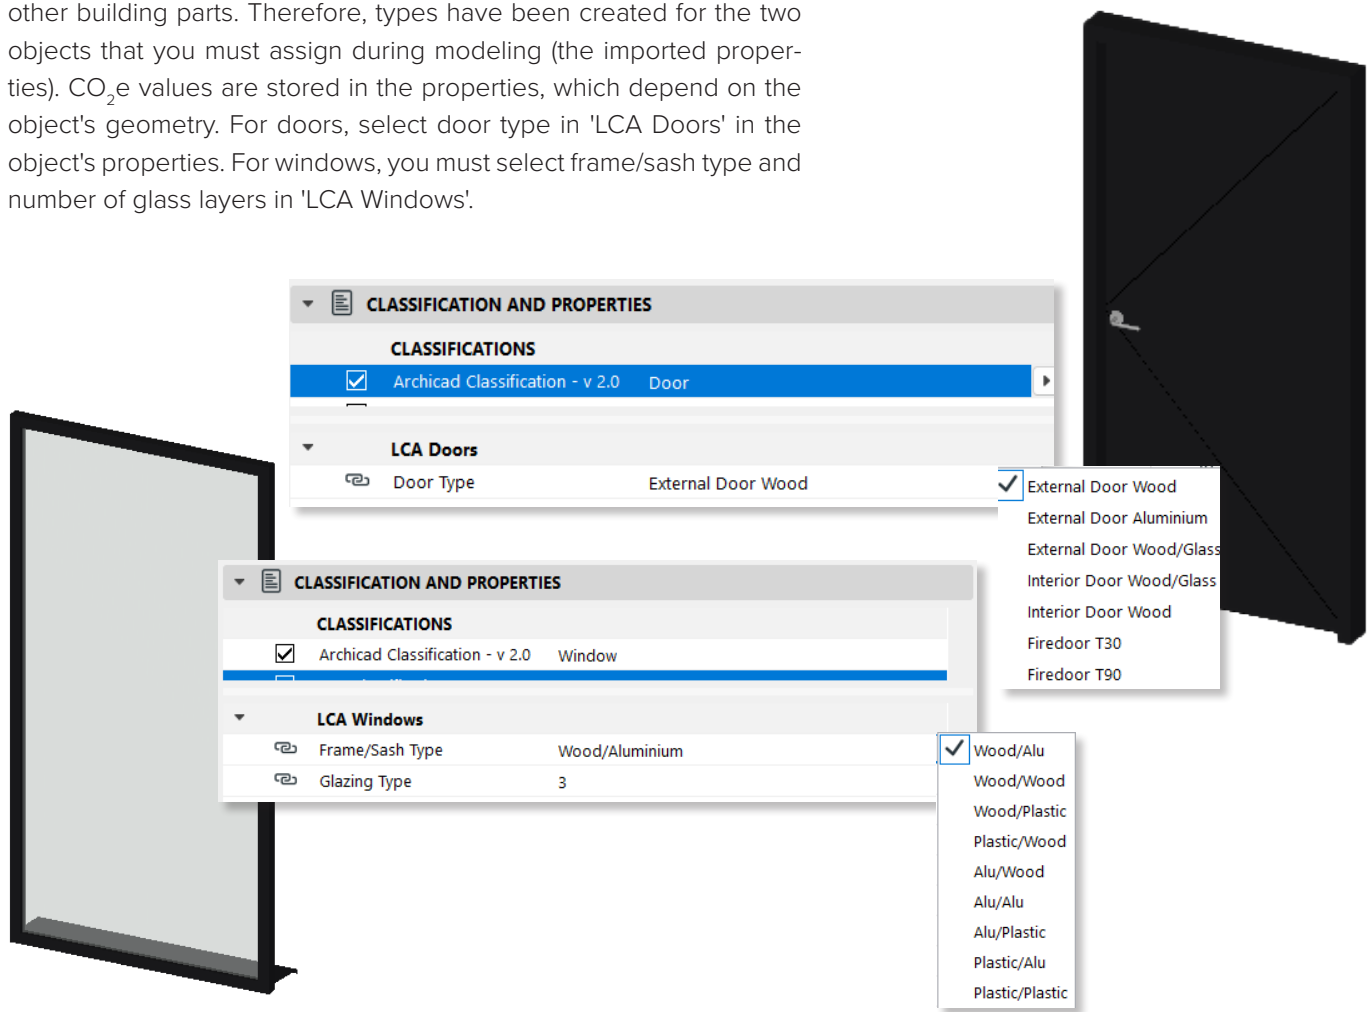 other building parts. Therefore, types have been created for the two
objects that you must assign during modeling (the imported proper-
ties). CO₂e values are stored in the properties, which depend on the
object's geometry. For doors, select door type in 'LCA Doors' in the
object's properties. For windows, you must select frame/sash type and
number of glass layers in 'LCA Windows'.
CLASSIFICATION AND PROPERTIES
CLASSIFICATIONS
Archicad Classification - v 2.0 Door
LCA Doors
Door Type External Door Wood
External Door Wood
External Door Aluminium
External Door Wood/Glass
Interior Door Wood/Glass
Interior Door Wood
Firedoor T30
Firedoor T90
CLASSIFICATION AND PROPERTIES
CLASSIFICATIONS
Archicad Classification - v 2.0 Window
LCA Windows
Frame/Sash Type Wood/Aluminium
Glazing Type 3
Wood/Alu
Wood/Wood
Wood/Plastic
Plastic/Wood
Alu/Wood
Alu/Alu
Alu/Plastic
Plastic/Alu
Plastic/Plastic